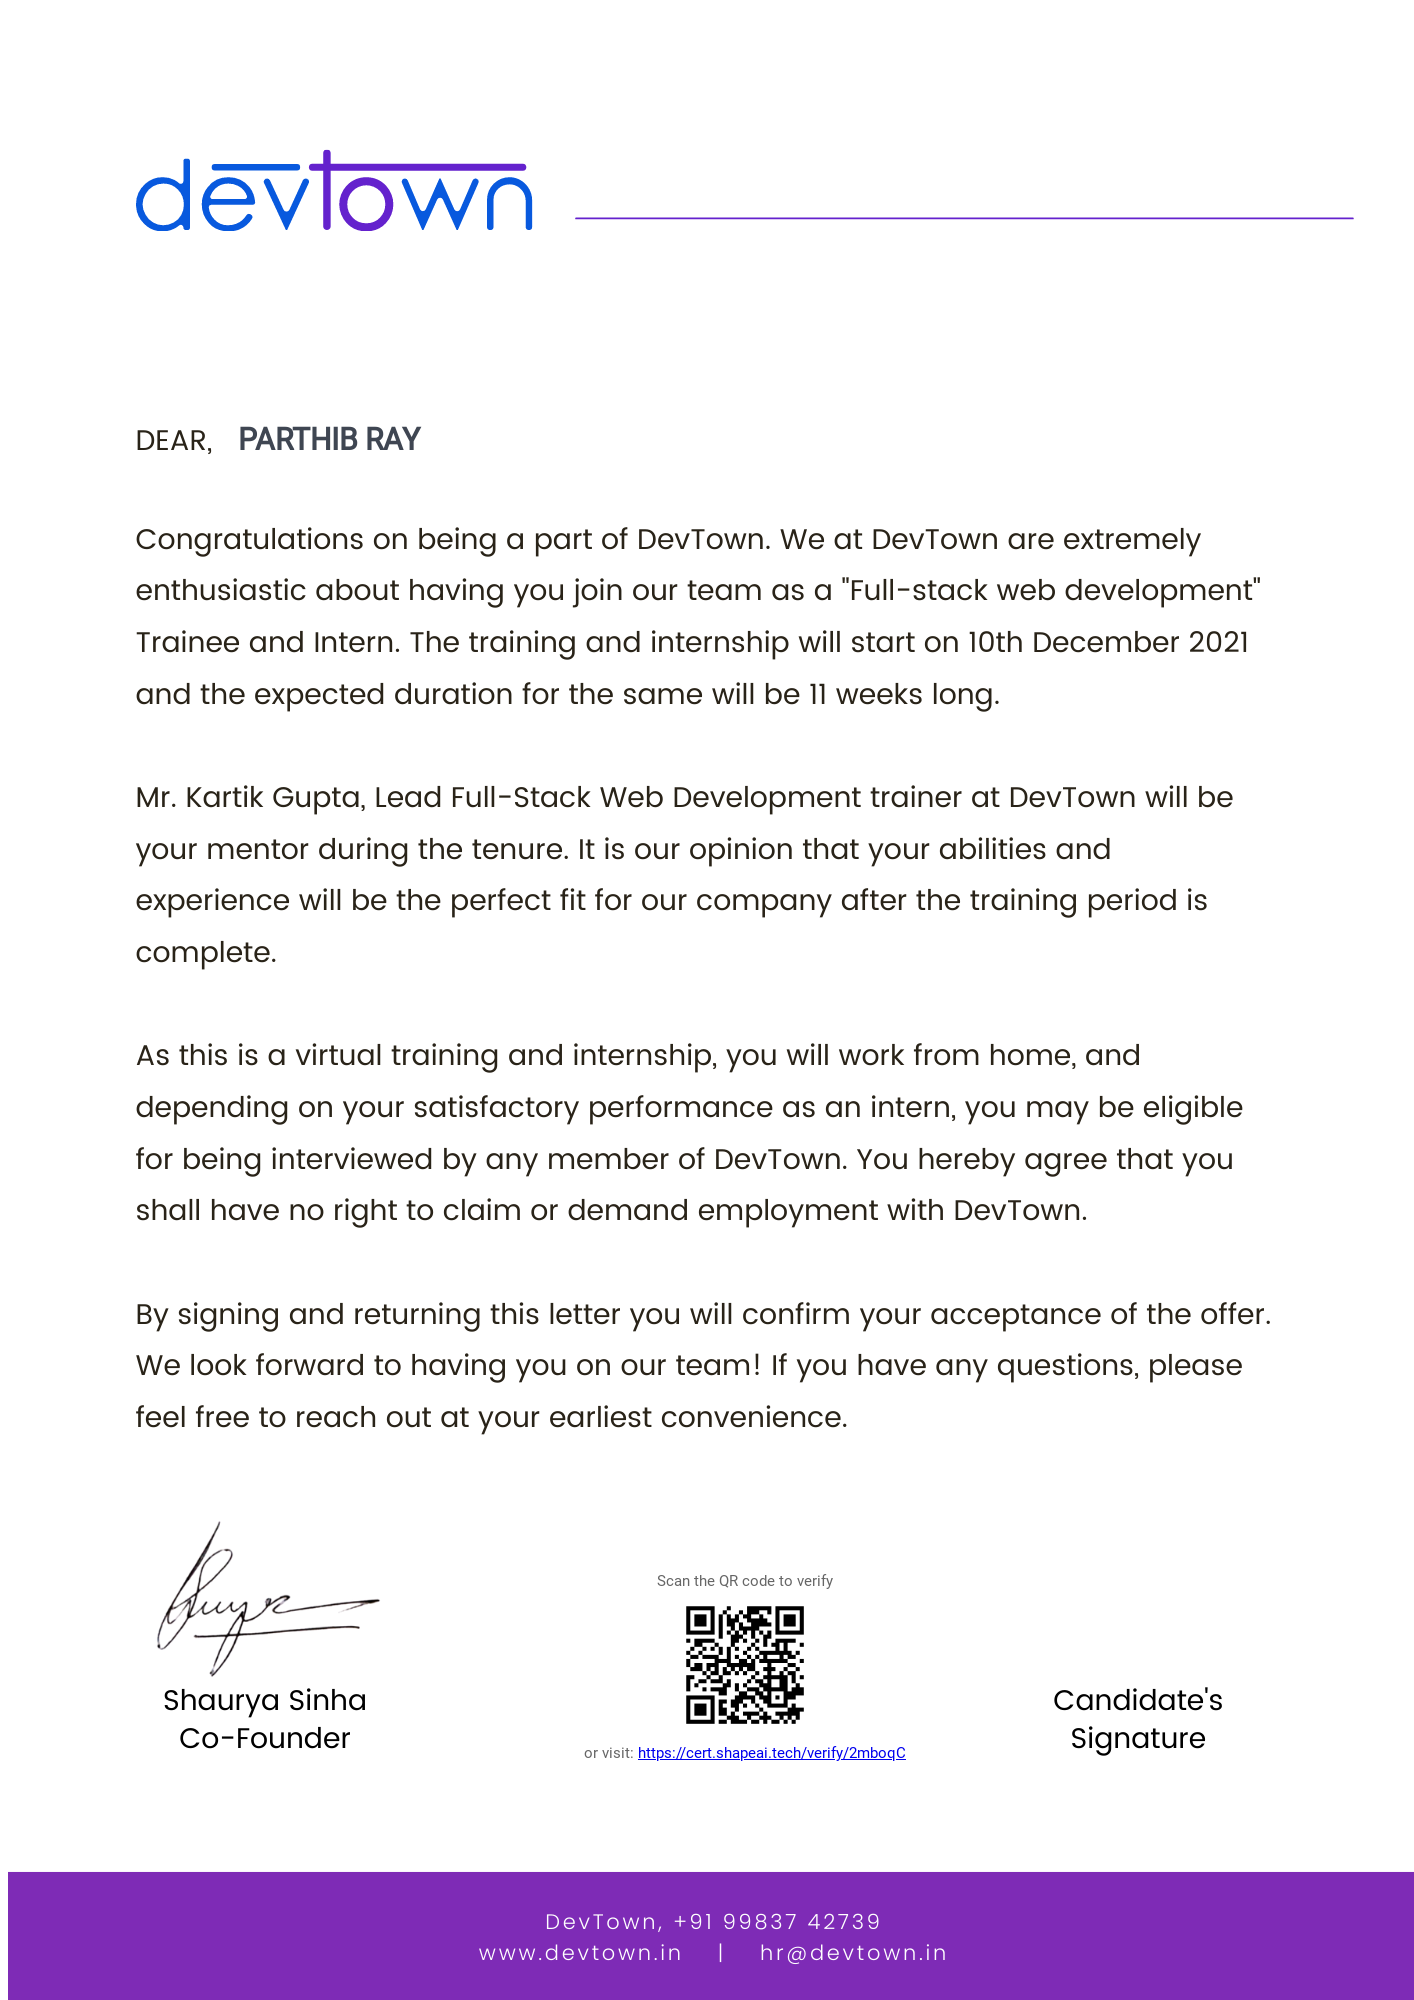 devtown
DEAR, PARTHIB RAY
Congratulations on being a part of DevTown. We at DevTown are extremely
enthusiastic about having you join our team as a "Full-stack web development"
Trainee and Intern. The training and internship will start on 10th December 2021
and the expected duration for the same will be 11 weeks long.
Mr. Kartik Gupta, Lead Full-Stack Web Development trainer at DevTown will be
your mentor during the tenure. It is our opinion that your abilities and
experience will be the perfect fit for our company after the training period is
complete.
As this is a virtual training and internship, you will work from home, and
depending on your satisfactory performance as an intern, you may be eligible
for being interviewed by any member of DevTown. You hereby agree that you
shall have no right to claim or demand employment with DevTown.
By signing and returning this letter you will confirm your acceptance of the offer.
We look forward to having you on our team! If you have any questions, please
feel free to reach out at your earliest convenience.
Scan the QR code to verify
Shaurya Sinha
Co-Founder
or visit: https://cert.shapeai.tech/verify/2mboqC
Candidate's
Signature
DevTown, +91 99837 42739
www.devtown.in | hr@devtown.in